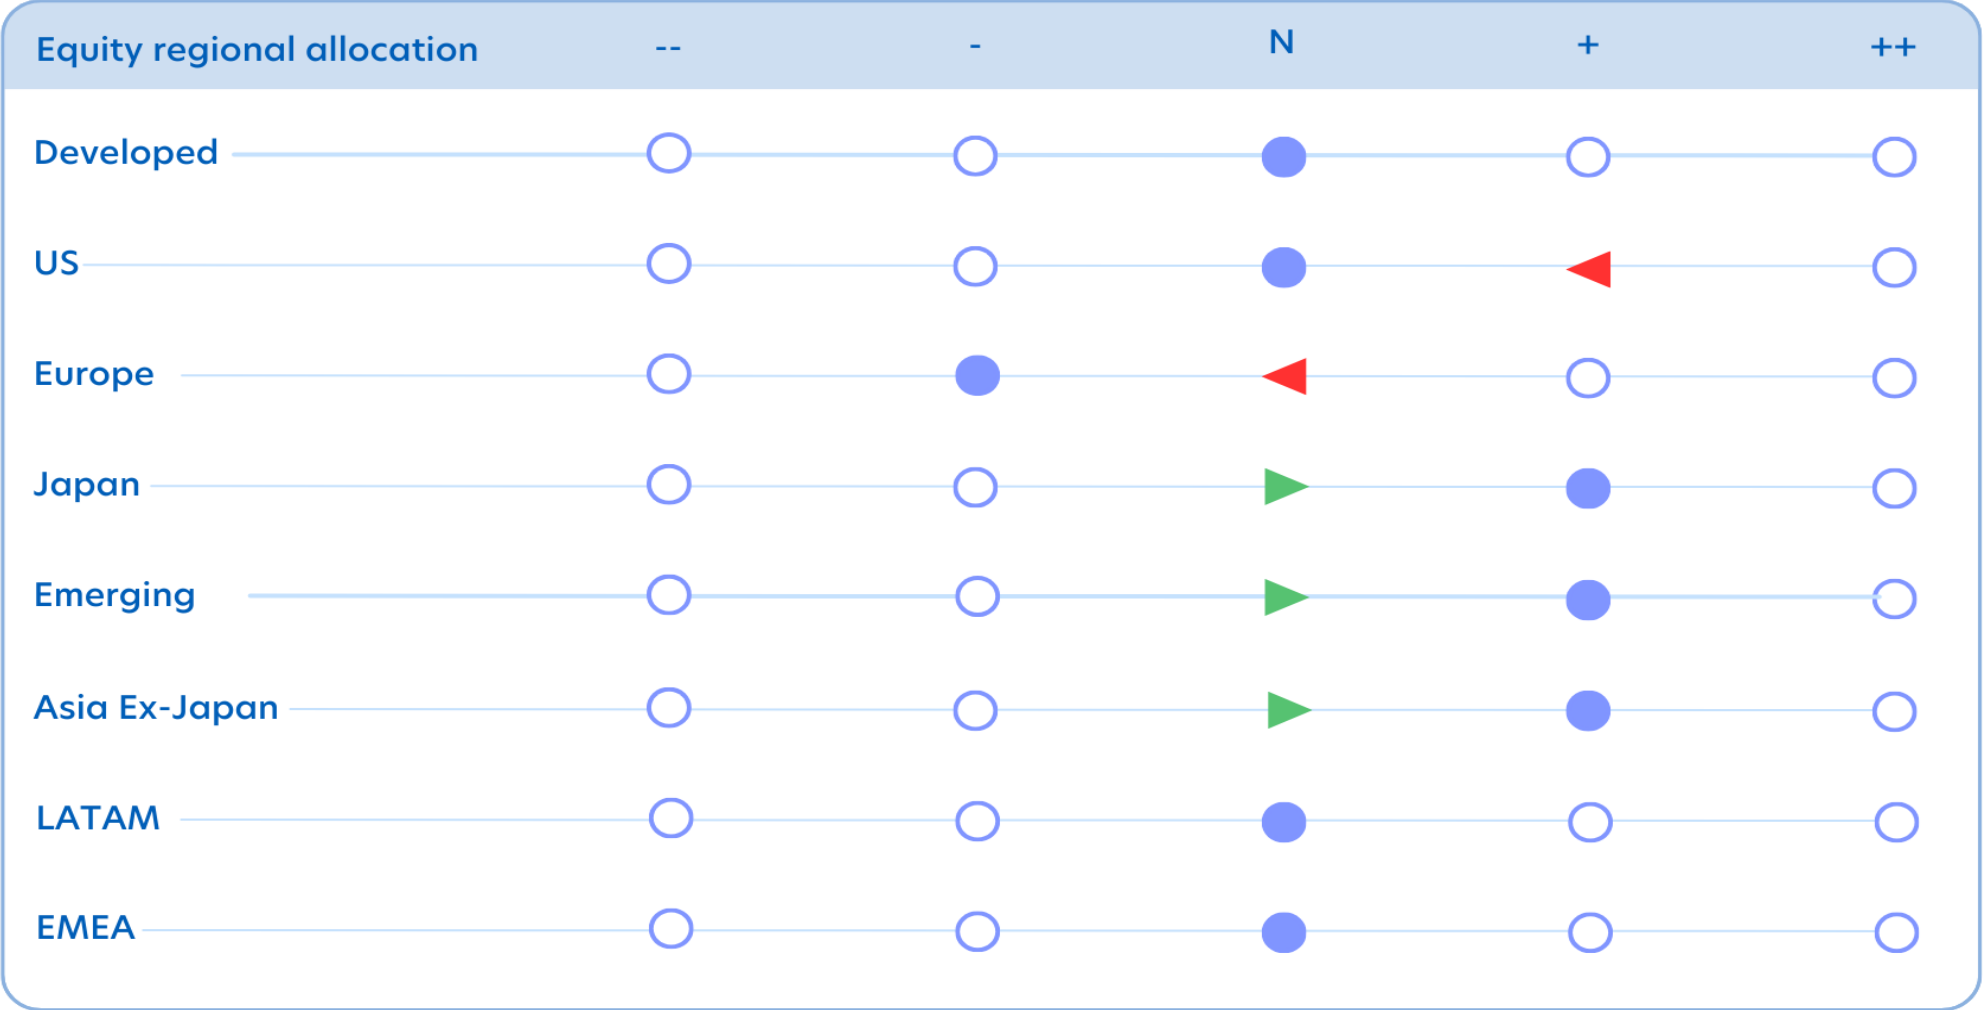 Equity regional allocation -- - N + ++
Developed
US
Europe
Japan
Emerging
Asia Ex-Japan
LATAM
EMEA